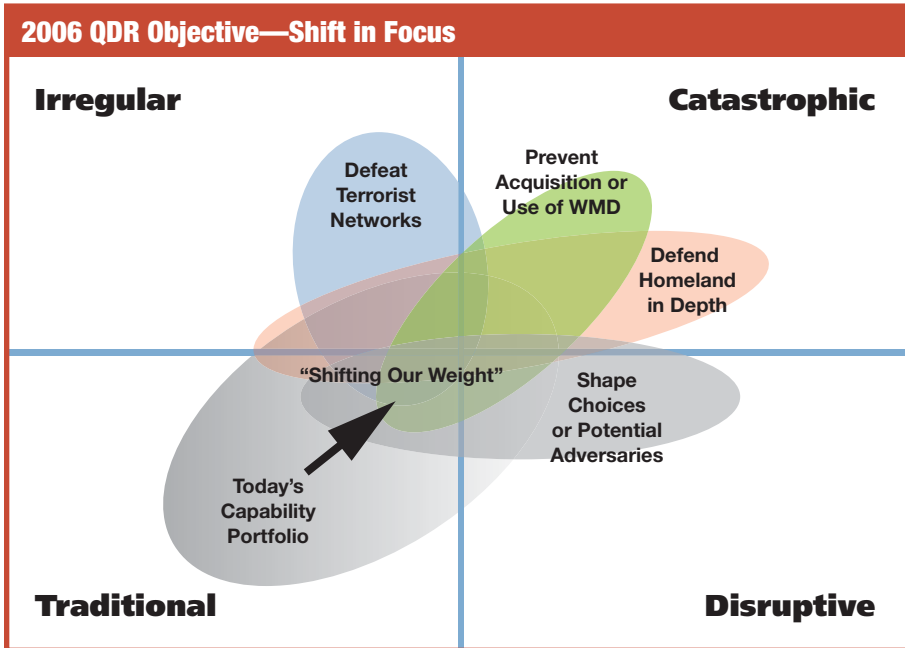 2006 QDR Objective—Shift in Focus
Irregular
Catastrophic
Defeat
Terrorist
Networks
Prevent
Acquisition or
Use of WMD
Defend
Homeland
in Depth
“Shifting Our Weight”
Shape
Choices
or Potential
Adversaries
Today’s
Capability
Portfolio
Traditional
Disruptive